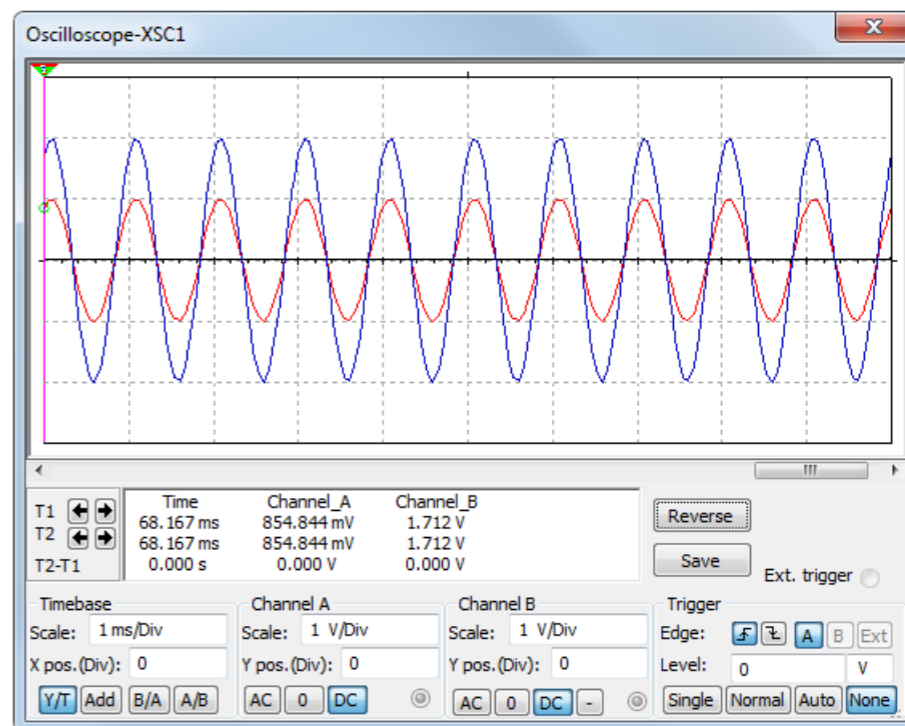 Oscilloscope-XSC1
T1
T2
T2-T1
Time Channel_A Channel_B
68.167 ms 854.844 mV 1.712 V
68.167 ms 854.844 mV 1.712 V
0.000 s 0.000 V 0.000 V
Reverse
Save
Ext. trigger
Timebase
Scale: 1 ms/Div
X pos.(Div): 0
Y/T Add B/A A/B
Channel A
Scale: 1 V/Div
Y pos.(Div): 0
AC 0 DC
Channel B
Scale: 1 V/Div
Y pos.(Div): 0
AC 0 DC -
Trigger
Edge: A B Ext
Level: 0 V
Single Normal Auto None